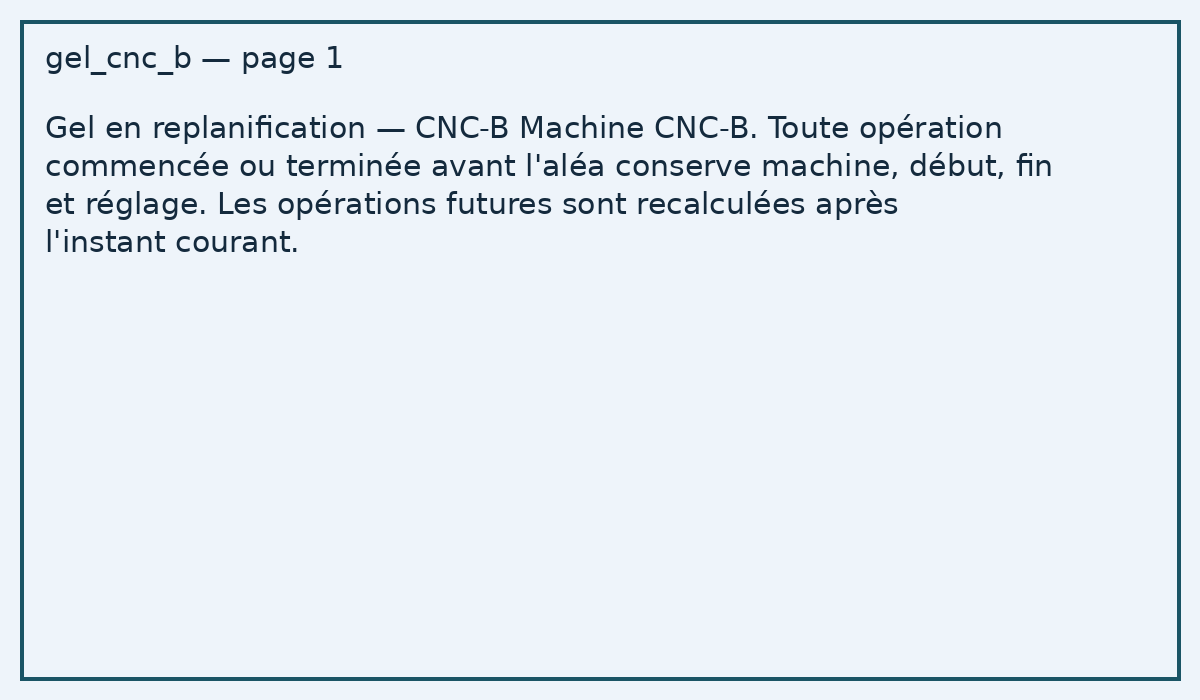 gel_cnc_b — page 1
Gel en replanification — CNC-B Machine CNC-B. Toute opération
commencée ou terminée avant l'aléa conserve machine, début, fin
et réglage. Les opérations futures sont recalculées après
l'instant courant.